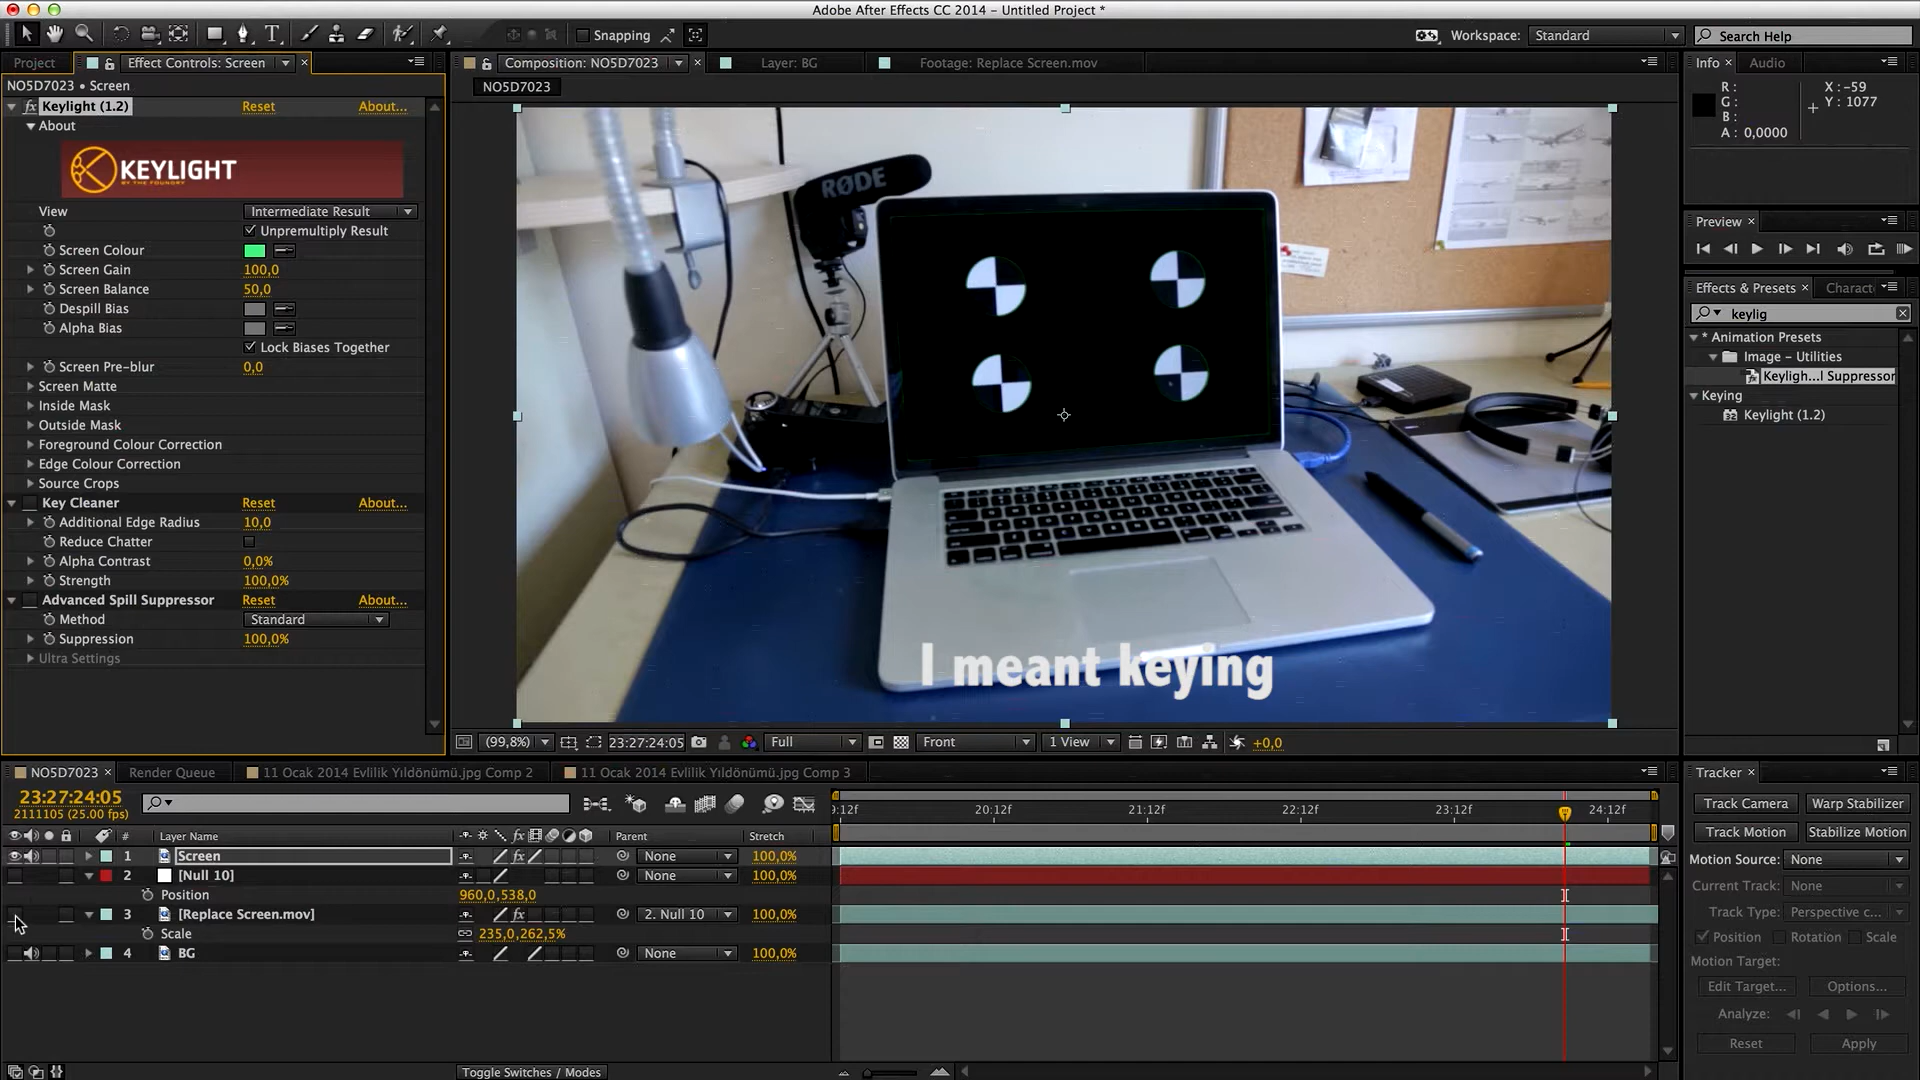 Adobe After Effects CC 2014 – Untitled Project *
Snapping
Workspace: Standard
Search Help
Project
Effect Controls: Screen
Composition: NO5D7023
Layer: BG
Footage: Replace Screen.mov
Info
Audio
NO5D7023 • Screen
NO5D7023
R :
G :
B :
A : 0,0000
X : -59
Y : 1077
Keylight (1.2) Reset About...
About
KEYLIGHT
BY THE FOUNDRY
View Intermediate Result
Unpremultiply Result
Screen Colour
Screen Gain 100,0
Screen Balance 50,0
Despill Bias
Alpha Bias
Lock Biases Together
Screen Pre-blur 0,0
Screen Matte
Inside Mask
Outside Mask
Foreground Colour Correction
Edge Colour Correction
Source Crops
Key Cleaner Reset About...
Additional Edge Radius 10,0
Reduce Chatter
Alpha Contrast 0,0%
Strength 100,0%
Advanced Spill Suppressor Reset About...
Method Standard
Suppression 100,0%
Ultra Settings
RØDE
I meant keying
Preview
Effects & Presets
Charact
keylig
* Animation Presets
Image – Utilities
Keyligh...l Suppressor
Keying
Keylight (1.2)
(99,8%) 23:27:24:05 Full Front 1 View +0,0
NO5D7023
Render Queue
11 Ocak 2014 Evlilik Yıldönümü.jpg Comp 2
11 Ocak 2014 Evlilik Yıldönümü.jpg Comp 3
23:27:24:05
2111105 (25.00 fps)
9:12f 20:12f 21:12f 22:12f 23:12f 24:12f
# Layer Name Parent Stretch
1 Screen None 100,0%
2 [Null 10] None 100,0%
Position 960,0,538,0
3 [Replace Screen.mov] 2. Null 10 100,0%
Scale 235,0,262,5%
4 BG None 100,0%
Toggle Switches / Modes
Tracker
Track Camera Warp Stabilizer
Track Motion Stabilize Motion
Motion Source: None
Current Track: None
Track Type: Perspective c...
Position Rotation Scale
Motion Target:
Edit Target... Options...
Analyze:
Reset Apply